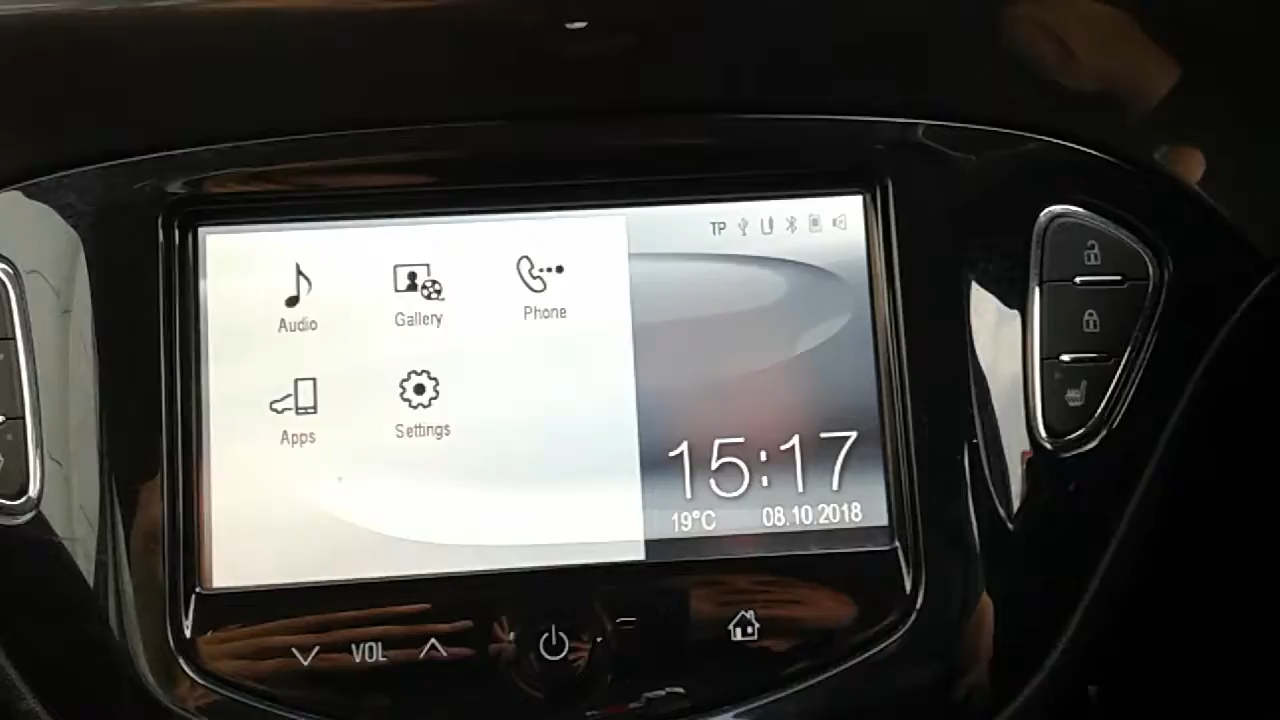 TP
Audio
Gallery
Phone
Apps
Settings
15:17
19°C 08.10.2018
VOL